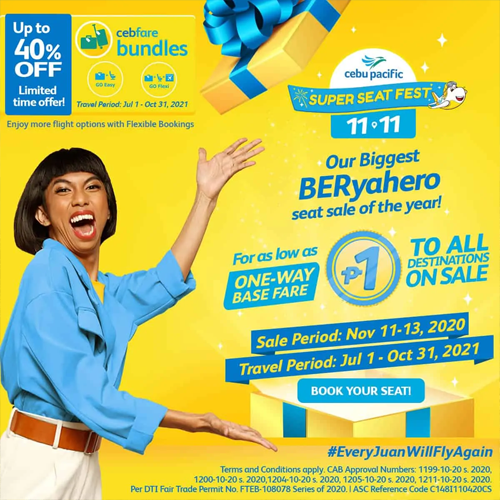 Up to
40%
OFF
Limited
time offer!
cebfare
bundles
GO Easy
GO Flexi
Travel Period: Jul 1 - Oct 31, 2021
Enjoy more flight options with Flexible Bookings
cebu pacific
SUPER SEAT FEST
11•11
Our Biggest
BERyahero
seat sale of the year!
For as low as
ONE-WAY
BASE FARE
₱1
TO ALL
DESTINATIONS
ON SALE
Sale Period: Nov 11-13, 2020
Travel Period: Jul 1 - Oct 31, 2021
BOOK YOUR SEAT!
#EveryJuanWillFlyAgain
Terms and Conditions apply. CAB Approval Numbers: 1199-10-20 s. 2020,
1200-10-20 s. 2020,1204-10-20 s. 2020, 1205-10-20 s. 2020, 1211-10-20 s. 2020.
Per DTI Fair Trade Permit No. FTEB-108078 Series of 2020. I ASC Reference Code C148I110420CS